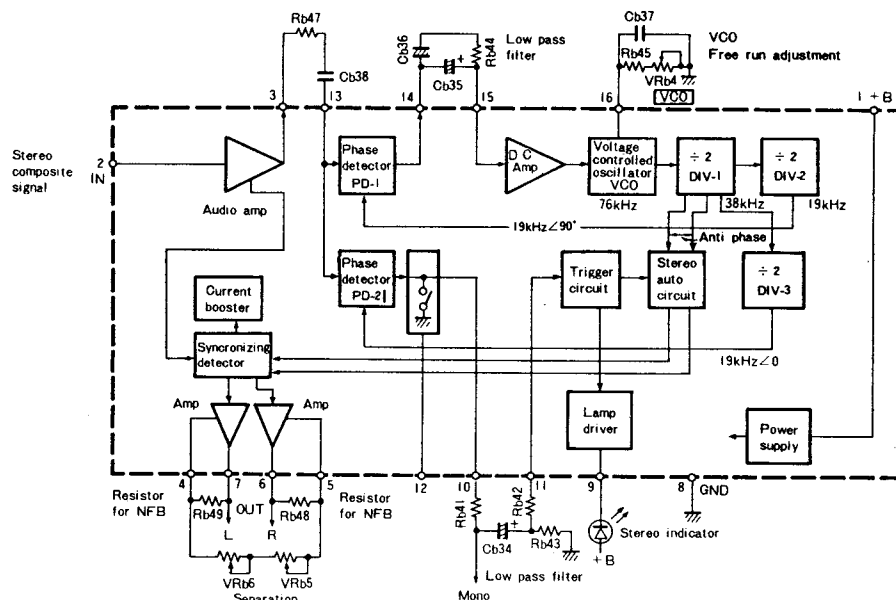 Rb47
Cb38
Cb36
Cb35
Rb44
Low pass
filter
Cb37
Rb45
VRb4
VCO
VCO
Free run adjustment
3
13
14
15
16
1 +B
Stereo
composite
signal
2
IN
Audio amp
Phase
detector
PD-1
DC
Amp
Voltage
controlled
oscillator
VCO
76kHz
÷ 2
DIV-1
38kHz
÷ 2
DIV-2
19kHz
19kHz∠90°
Anti phase
Current
booster
Syncronizing
detector
Phase
detector
PD-2
Trigger
circuit
Stereo
auto
circuit
÷ 2
DIV-3
19kHz∠0
Amp
Amp
Lamp
driver
Power
supply
4
7
6
5
12
10
11
9
8
GND
Resistor
for NFB
Rb49
OUT
Rb48
Resistor
for NFB
L
R
VRb6
VRb5
Separation
Rb41
Rb42
Cb34
+
Rb43
Low pass filter
Mono
Stereo indicator
+B